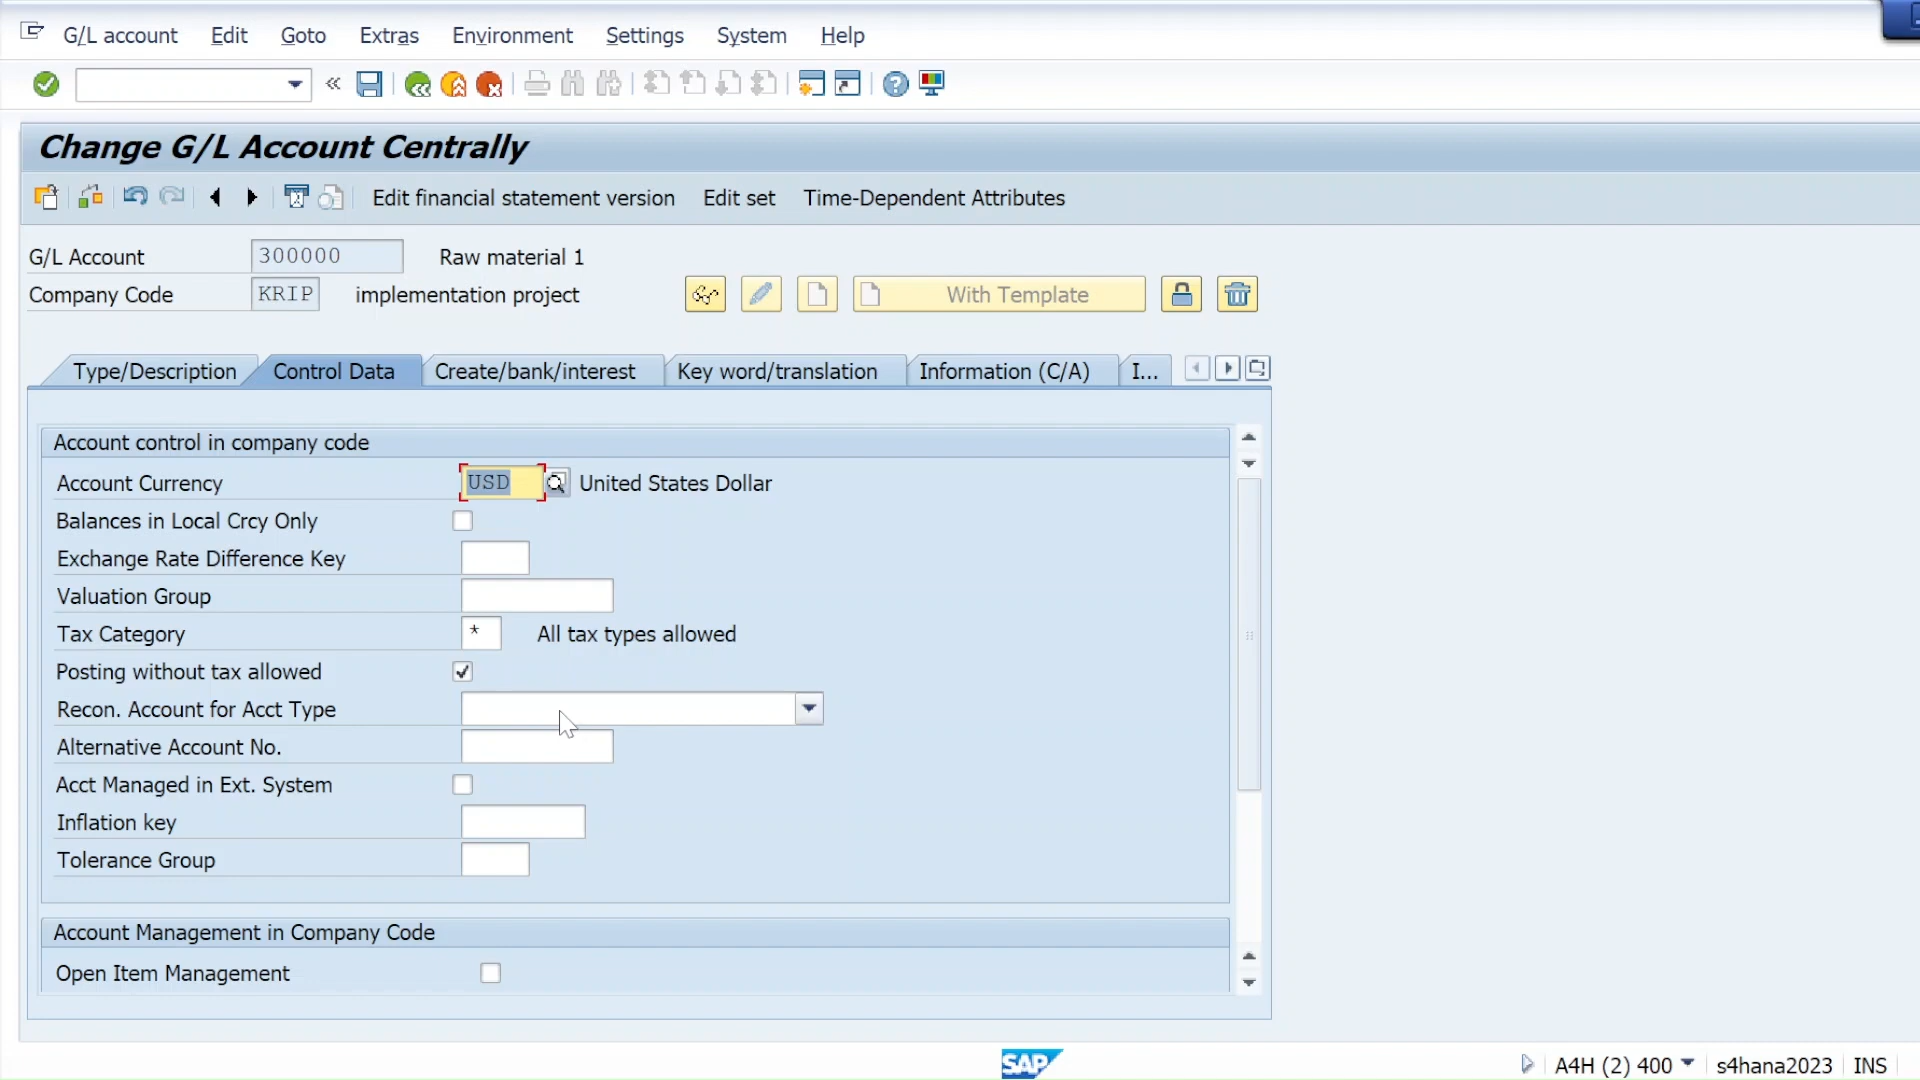 G/L account Edit Goto Extras Environment Settings System Help
Change G/L Account Centrally
Edit financial statement version Edit set Time-Dependent Attributes
G/L Account 300000 Raw material 1
Company Code KRIP implementation project With Template
Type/Description Control Data Create/bank/interest Key word/translation Information (C/A) I...
Account control in company code
Account Currency USD United States Dollar
Balances in Local Crcy Only
Exchange Rate Difference Key
Valuation Group
Tax Category * All tax types allowed
Posting without tax allowed
Recon. Account for Acct Type
Alternative Account No.
Acct Managed in Ext. System
Inflation key
Tolerance Group
Account Management in Company Code
Open Item Management
SAP A4H (2) 400 s4hana2023 INS